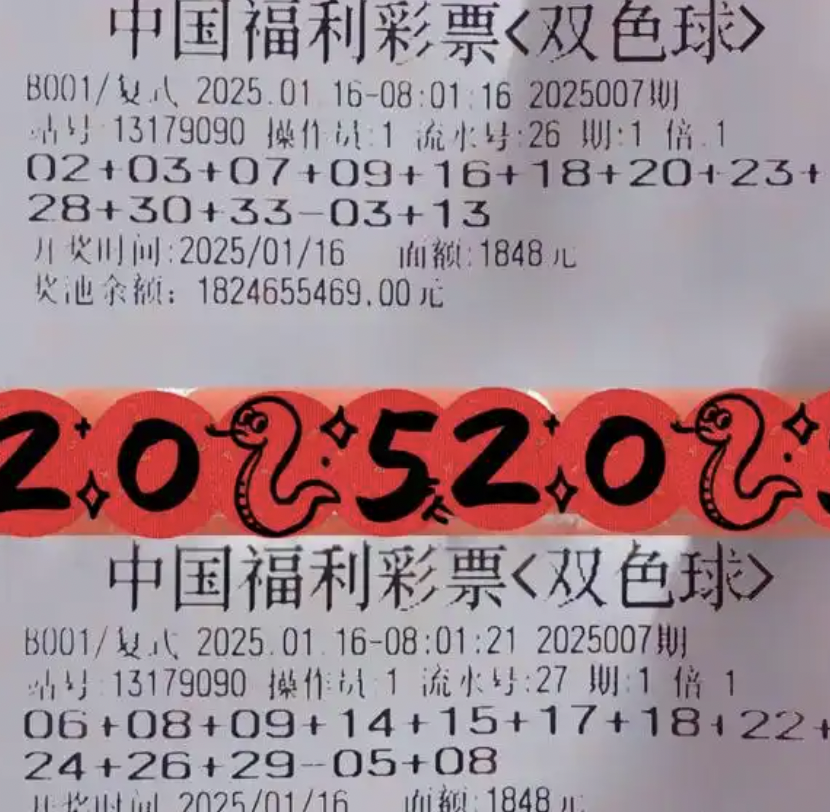 中国福利彩票<双色球>
B001/复式 2025.01.16-08:01:16 2025007期
站号:13179090 操作员:1 流水号:26 期:1 倍:1
02+03+07+09+16+18+20+23+
28+30+33-03+13
开奖时间:2025/01/16 面额:1848元
奖池余额: 1824655469.00元
2025 2025
中国福利彩票<双色球>
B001/复式 2025.01.16-08:01:21 2025007期
站号:13179090 操作员:1 流水号:27 期:1 倍:1
06+08+09+14+15+17+18+22+
24+26+29-05+08
开奖时间:2025/01/16 面额:1848元